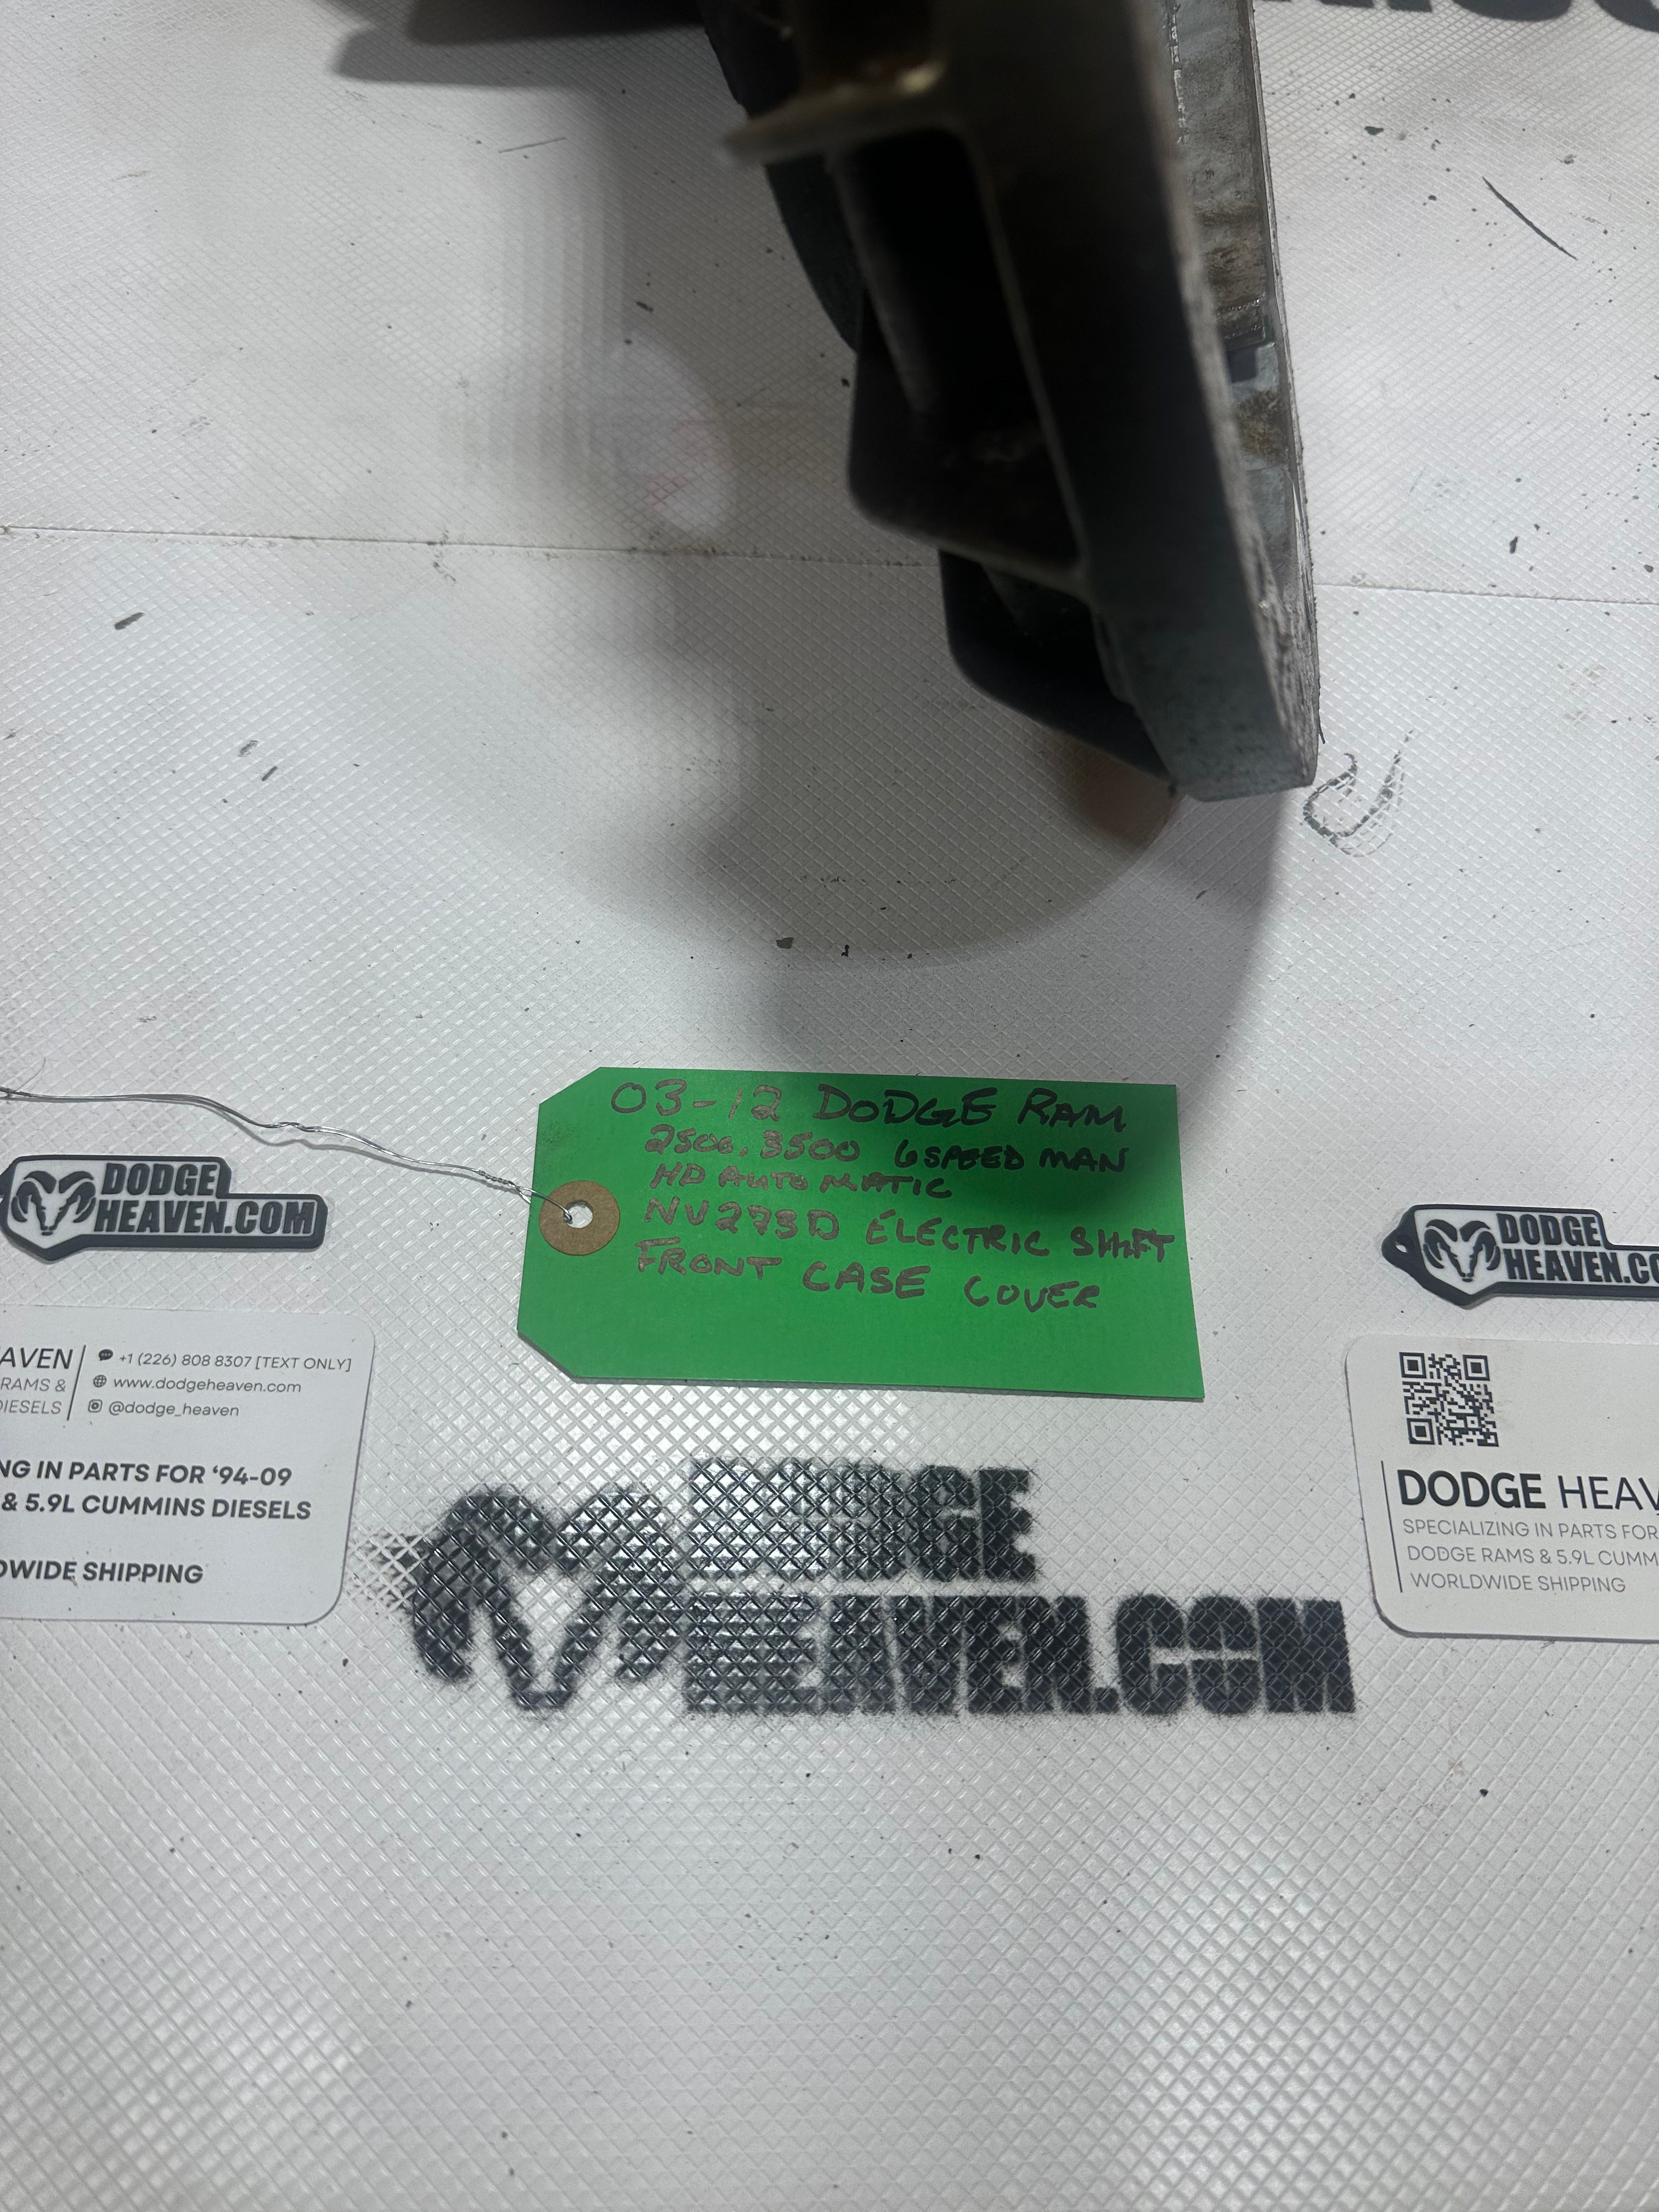 03-12 DODGE RAM
2500.3500 6 SPEED MAN
HD AUTOMATIC
NV273D ELECTRIC SHIFT
FRONT CASE COVER
DODGE
HEAVEN.COM
DODGE
HEAVEN.CO
AVEN
RAMS &
DIESELS
+1 (226) 808 8307 [TEXT ONLY]
www.dodgeheaven.com
@dodge_heaven
NG IN PARTS FOR '94-09
& 5.9L CUMMINS DIESELS
DWIDE SHIPPING
DODGE HEAV
SPECIALIZING IN PARTS FOR
DODGE RAMS & 5.9L CUMM
WORLDWIDE SHIPPING
DODGE
HEAVEN.COM